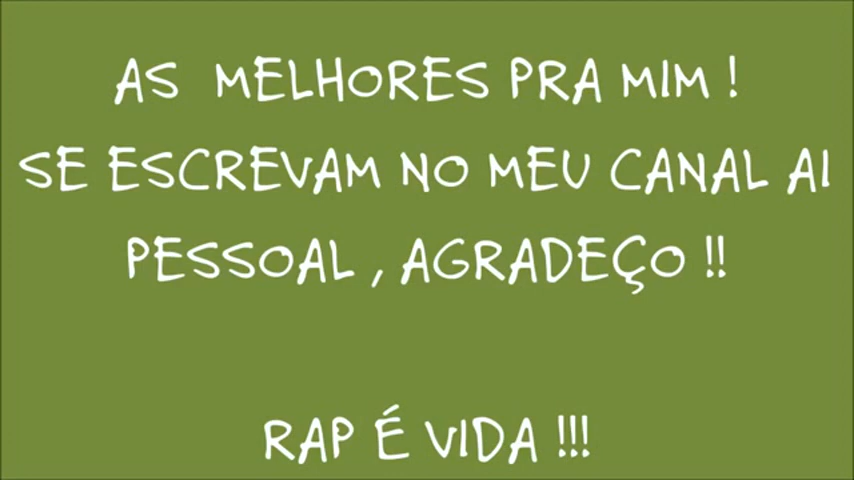 AS MELHORES PRA MIM !
SE ESCREVAM NO MEU CANAL AI
PESSOAL , AGRADEÇO !!
RAP É VIDA !!!